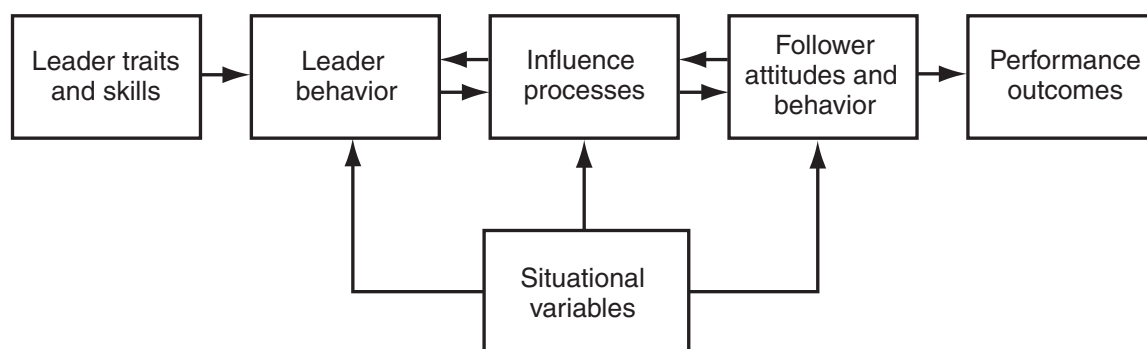 Leader traits
and skills
Leader
behavior
Influence
processes
Follower
attitudes and
behavior
Performance
outcomes
Situational
variables